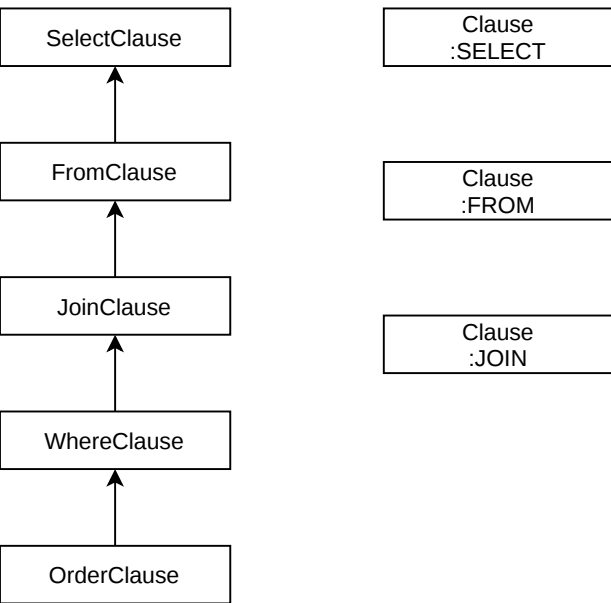 SelectClause
FromClause
JoinClause
WhereClause
OrderClause
Clause
:SELECT
Clause
:FROM
Clause
:JOIN